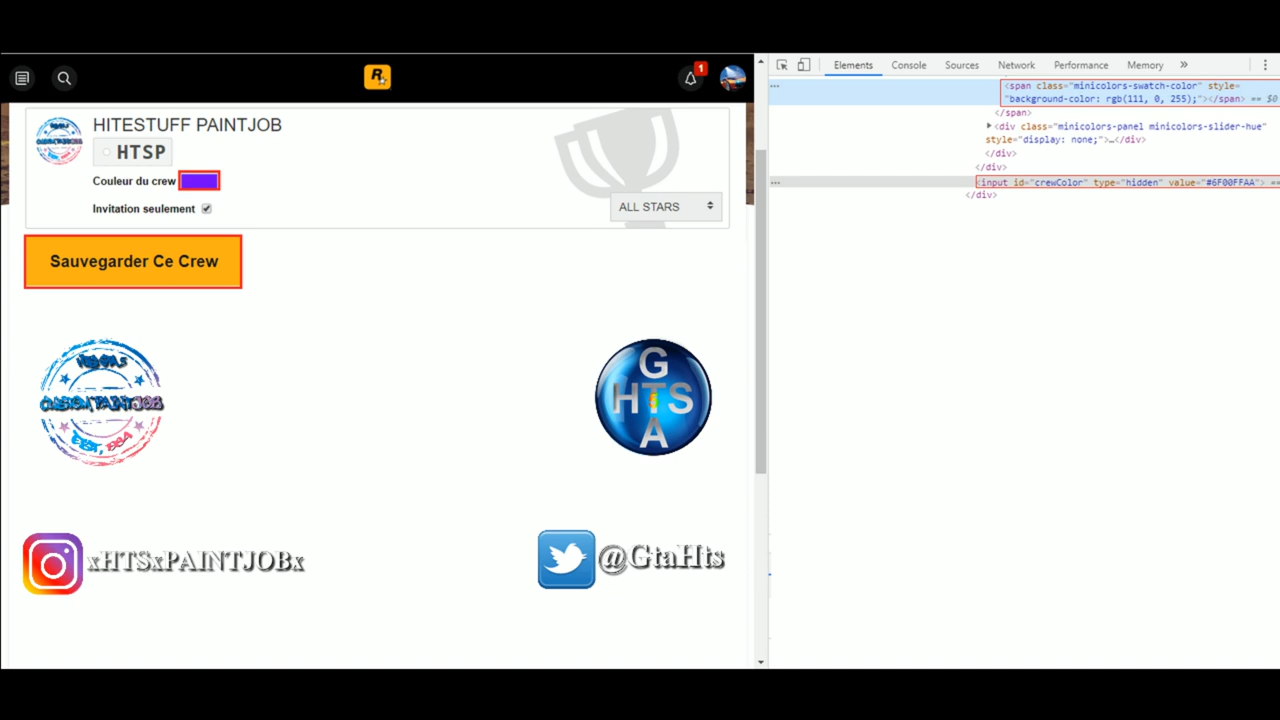 R
1
HITESTUFF PAINTJOB
HTSP
Couleur du crew
Invitation seulement
ALL STARS
Sauvegarder Ce Crew
CUSTOM PAINTJOB
G
HTS
A
xHTSxPAINTJOBx
@GtaHts
Elements Console Sources Network Performance Memory »
<span class="minicolors-swatch-color" style=
"background-color: rgb(111, 0, 255);"></span> == $0
</span>
<div class="minicolors-panel minicolors-slider-hue"
style="display: none;">…</div>
</div>
</div>
<input id="crewColor" type="hidden" value="#6F00FFAA"> ==
</div>